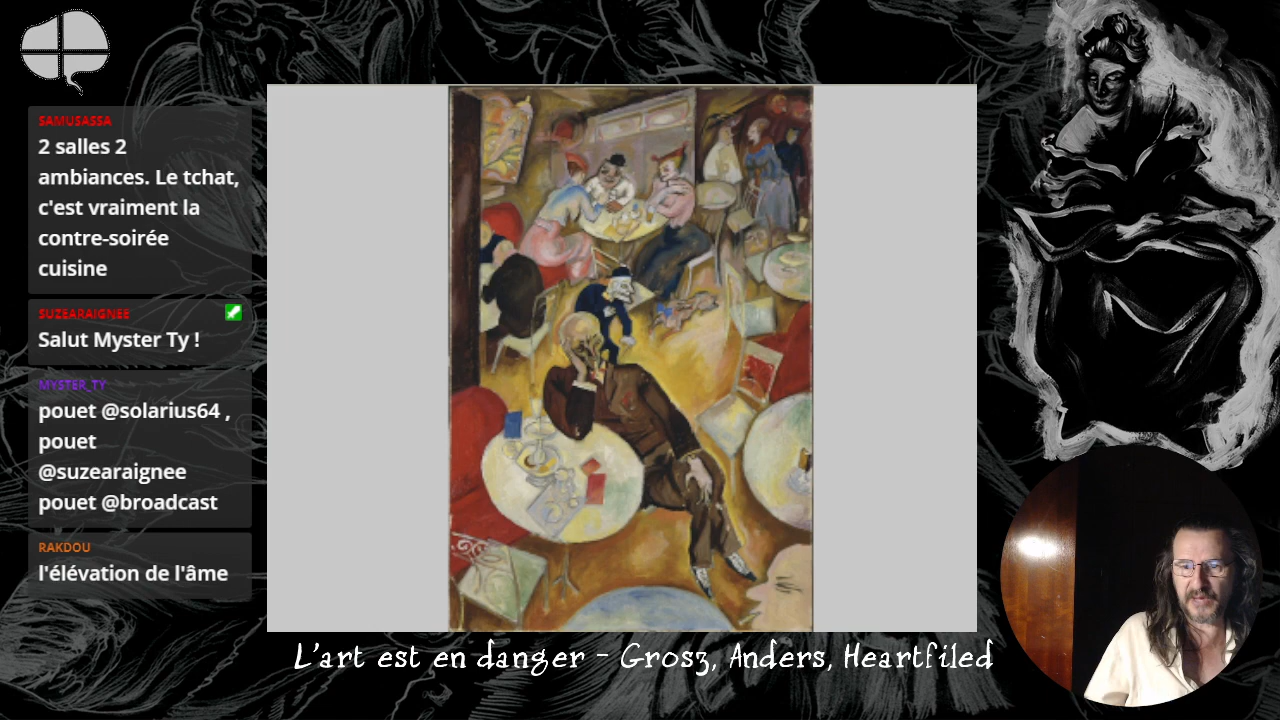 SAMUSASSA
2 salles 2
ambiances. Le tchat,
c'est vraiment la
contre-soirée
cuisine
SUZEARAIGNEE
Salut Myster Ty !
MYSTER_TY
pouet @solarius64 ,
pouet
@suzearaignee
pouet @broadcast
RAKDOU
l'élévation de l'âme
L'art est en danger - Grosz, Anders, Heartfiled